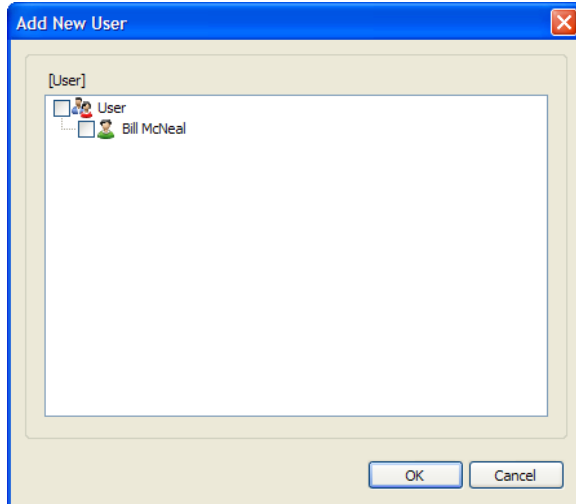 Add New User
[User]
User
Bill McNeal
OK Cancel